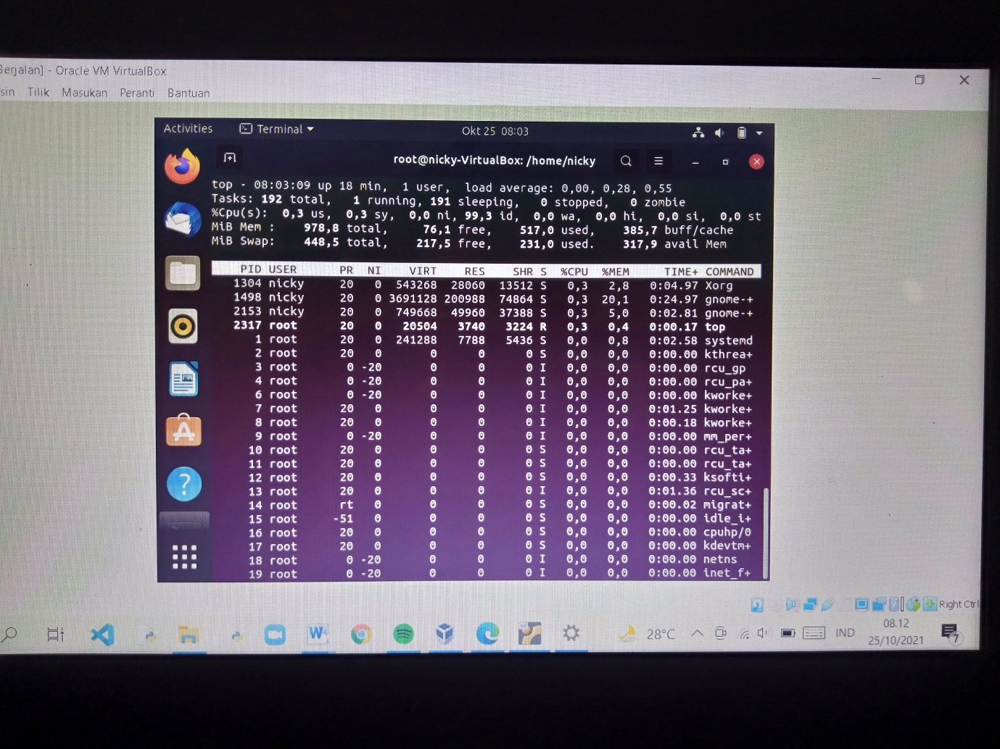 Berjalan] - Oracle VM VirtualBox
sin Tilik Masukan Peranti Bantuan
Activities Terminal Okt 25 08:03
root@nicky-VirtualBox: /home/nicky
top - 08:03:09 up 18 min, 1 user, load average: 0,00, 0,28, 0,55
Tasks: 192 total, 1 running, 191 sleeping, 0 stopped, 0 zombie
%Cpu(s): 0,3 us, 0,3 sy, 0,0 ni, 99,3 id, 0,0 wa, 0,0 hi, 0,0 si, 0,0 st
MiB Mem : 978,8 total, 76,1 free, 517,0 used, 385,7 buff/cache
MiB Swap: 448,5 total, 217,5 free, 231,0 used. 317,9 avail Mem
PID USER PR NI VIRT RES SHR S %CPU %MEM TIME+ COMMAND
1304 nicky 20 0 543268 28060 13512 S 0,3 2,8 0:04.97 Xorg
1498 nicky 20 0 3691128 200988 74864 S 0,3 20,1 0:24.97 gnome-+
2153 nicky 20 0 749668 49960 37388 S 0,3 5,0 0:02.81 gnome-+
2317 root 20 0 20504 3740 3224 R 0,3 0,4 0:00.17 top
1 root 20 0 241288 7788 5436 S 0,0 0,8 0:02.58 systemd
2 root 20 0 0 0 0 S 0,0 0,0 0:00.00 kthrea+
3 root 0 -20 0 0 0 I 0,0 0,0 0:00.00 rcu_gp
4 root 0 -20 0 0 0 I 0,0 0,0 0:00.00 rcu_pa+
6 root 0 -20 0 0 0 I 0,0 0,0 0:00.00 kworke+
7 root 20 0 0 0 0 I 0,0 0,0 0:01.25 kworke+
8 root 20 0 0 0 0 I 0,0 0,0 0:00.18 kworke+
9 root 0 -20 0 0 0 I 0,0 0,0 0:00.00 mm_per+
10 root 20 0 0 0 0 S 0,0 0,0 0:00.00 rcu_ta+
11 root 20 0 0 0 0 S 0,0 0,0 0:00.00 rcu_ta+
12 root 20 0 0 0 0 S 0,0 0,0 0:00.33 ksofti+
13 root 20 0 0 0 0 I 0,0 0,0 0:01.36 rcu_sc+
14 root rt 0 0 0 0 S 0,0 0,0 0:00.02 migrat+
15 root -51 0 0 0 0 S 0,0 0,0 0:00.00 idle_i+
16 root 20 0 0 0 0 S 0,0 0,0 0:00.00 cpuhp/0
17 root 20 0 0 0 0 S 0,0 0,0 0:00.00 kdevtm+
18 root 0 -20 0 0 0 I 0,0 0,0 0:00.00 netns
19 root 0 -20 0 0 0 I 0,0 0,0 0:00.00 inet_f+
Right Ctrl
28°C IND 08.12
25/10/2021
7